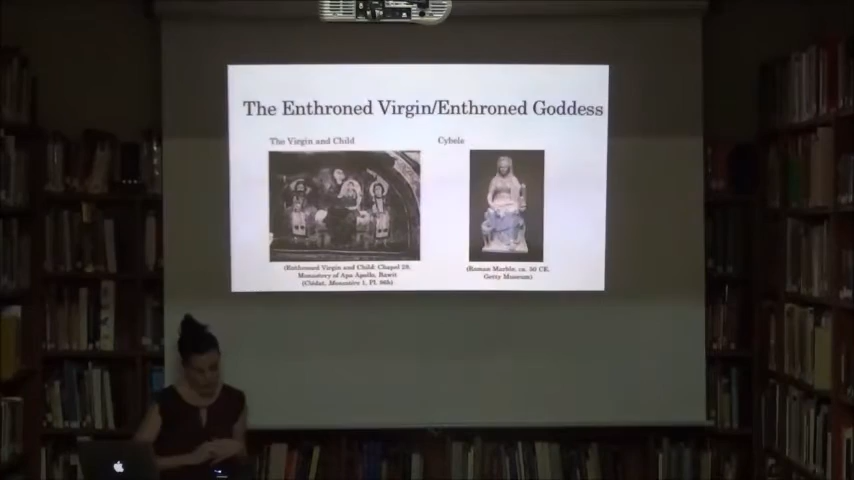 The Enthroned Virgin/Enthroned Goddess
The Virgin and Child
(Enthroned Virgin and Child: Chapel 28,
Monastery of Apa Apollo, Bawit
(Clédat, Monastère 1, Pl. 96b)
Cybele
(Roman Marble, ca. 50 CE,
Getty Museum)